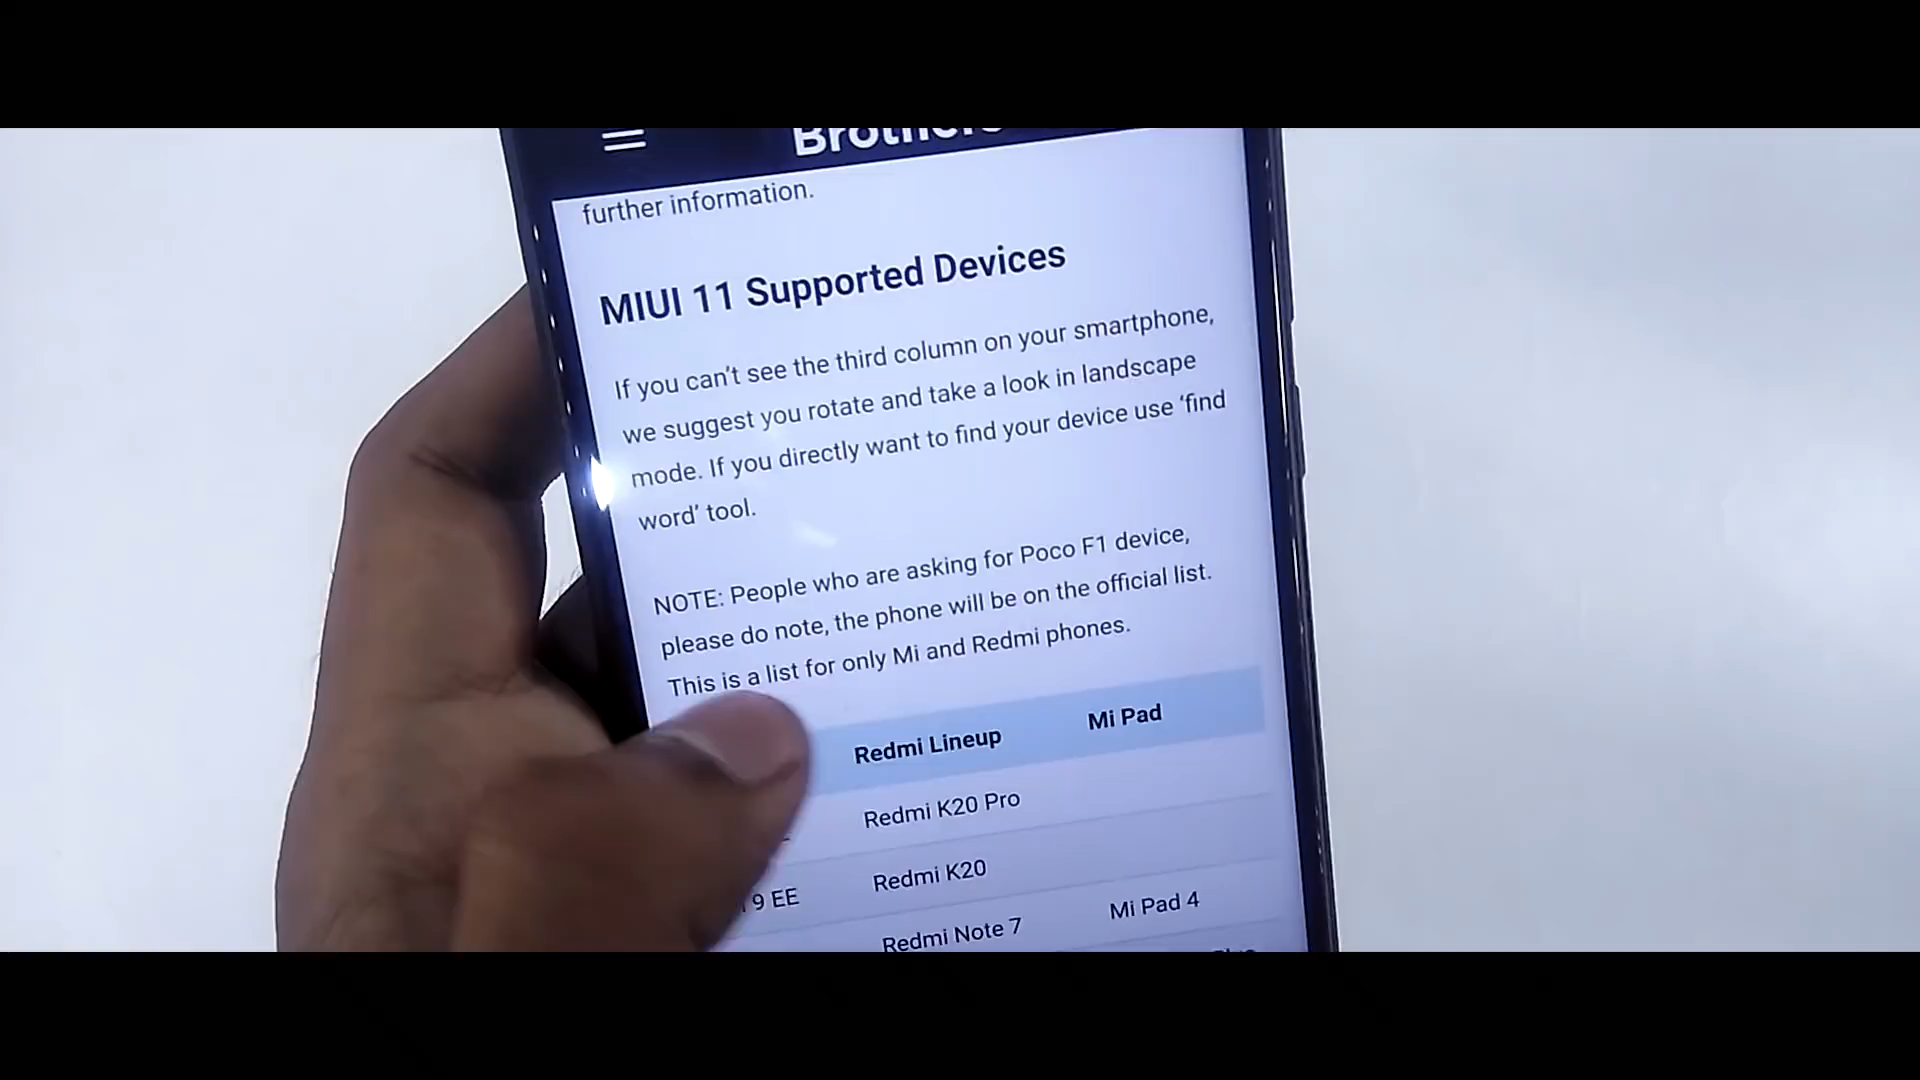 further information.
MIUI 11 Supported Devices
If you can't see the third column on your smartphone,
we suggest you rotate and take a look in landscape
mode. If you directly want to find your device use ‘find
word’ tool.
NOTE: People who are asking for Poco F1 device,
please do note, the phone will be on the official list.
This is a list for only Mi and Redmi phones.
Redmi Lineup Mi Pad
Redmi K20 Pro
9 EE Redmi K20
Redmi Note 7 Mi Pad 4